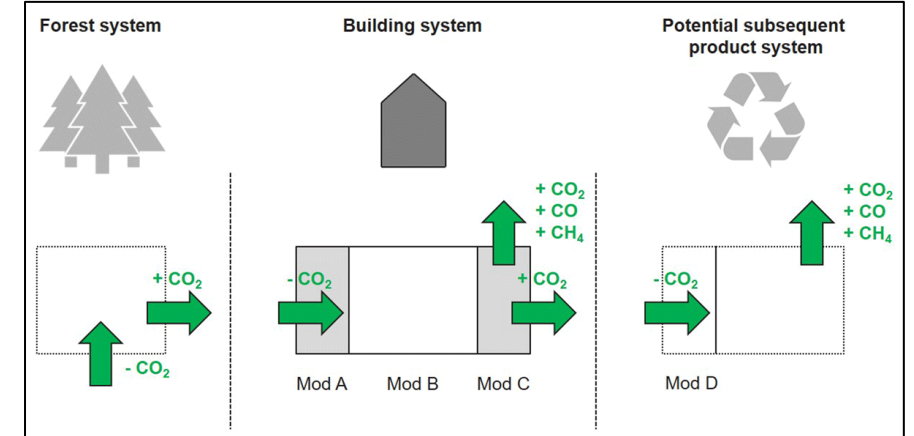 Forest system
Building system
Potential subsequent
product system
+ CO₂
+ CO
+ CH₄
+ CO₂
+ CO
+ CH₄
+ CO₂
- CO₂
+ CO₂
- CO₂
- CO₂
Mod A
Mod B
Mod C
Mod D